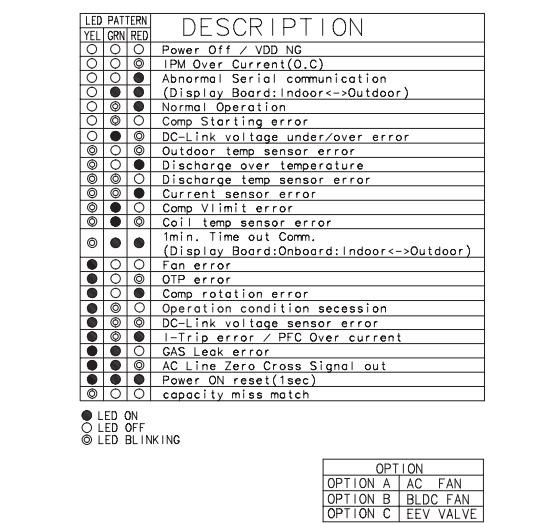 LED PATTERN DESCRIPTION
YEL GRN RED
○ ○ ○ Power Off / VDD NG
○ ○ ◎ IPM Over Current(O.C)
○ ○ ● Abnormal Serial communication
○ ● ● (Display Board:Indoor<->Outdoor)
○ ◎ ● Normal Operation
○ ◎ ○ Comp Starting error
○ ● ◎ DC-Link voltage under/over error
◎ ○ ◎ Outdoor temp sensor error
◎ ○ ● Discharge over temperature
◎ ◎ ○ Discharge temp sensor error
◎ ◎ ● Current sensor error
◎ ● ○ Comp Vlimit error
◎ ● ◎ Coil temp sensor error
◎ ● ● 1min. Time out Comm.
(Display Board:Onboard:Indoor<->Outdoor)
● ○ ○ Fan error
● ○ ◎ OTP error
● ○ ● Comp rotation error
● ◎ ○ Operation condition secession
● ◎ ◎ DC-Link voltage sensor error
● ◎ ● I-Trip error / PFC Over current
● ● ○ GAS Leak error
● ● ◎ AC Line Zero Cross Signal out
● ● ● Power ON reset(1sec)
◎ ○ ○ capacity miss match
● LED ON
○ LED OFF
◎ LED BLINKING
OPTION
OPTION A AC FAN
OPTION B BLDC FAN
OPTION C EEV VALVE